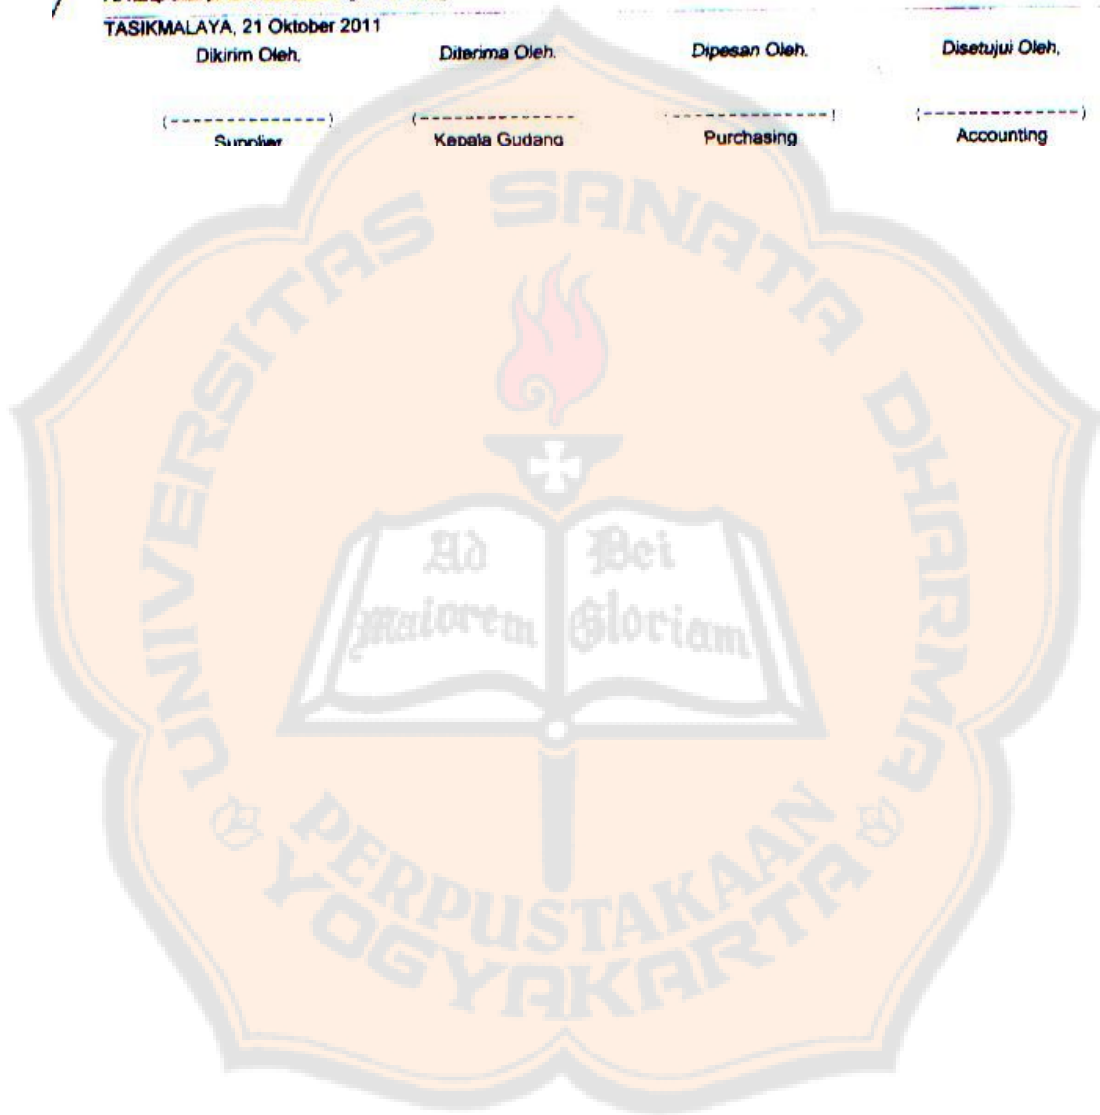 TASIKMALAYA, 21 Oktober 2011
Dikirim Oleh, Diterima Oleh. Dipesan Oleh. Disetujui Oleh,
(--------------------) (-------------------- --------------------) (--------------------)
Supplier Kepala Gudang Purchasing Accounting
UNIVERSITAS SANATA DHARMA
Ad Dei
Maiorem Gloriam
PERPUSTAKAAN
YOGYAKARTA